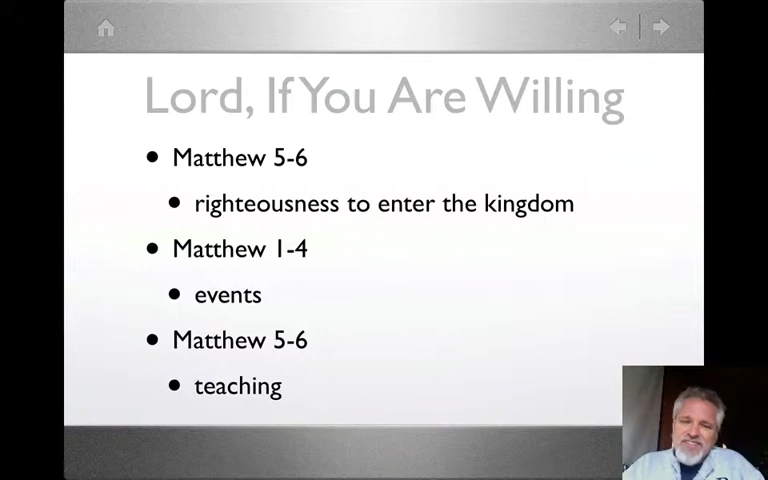 Lord, If You Are Willing
• Matthew 5-6
• righteousness to enter the kingdom
• Matthew 1-4
• events
• Matthew 5-6
• teaching